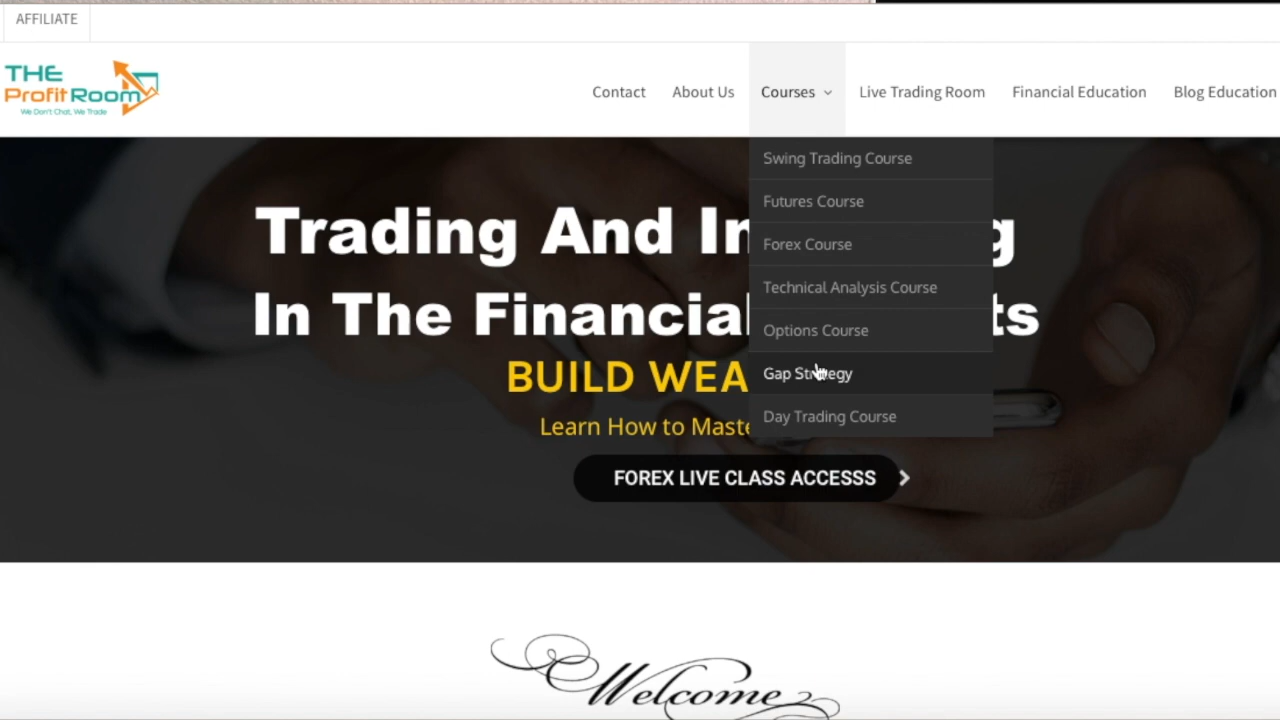 AFFILIATE
THE
ProfitRoom
We Don't Chat, We Trade
Contact
About Us
Courses
Live Trading Room
Financial Education
Blog Education
Swing Trading Course
Futures Course
Forex Course
Technical Analysis Course
Options Course
Gap Strategy
Day Trading Course
Trading And In g
In The Financial ts
BUILD WEA
Learn How to Maste
FOREX LIVE CLASS ACCESSS
Welcome